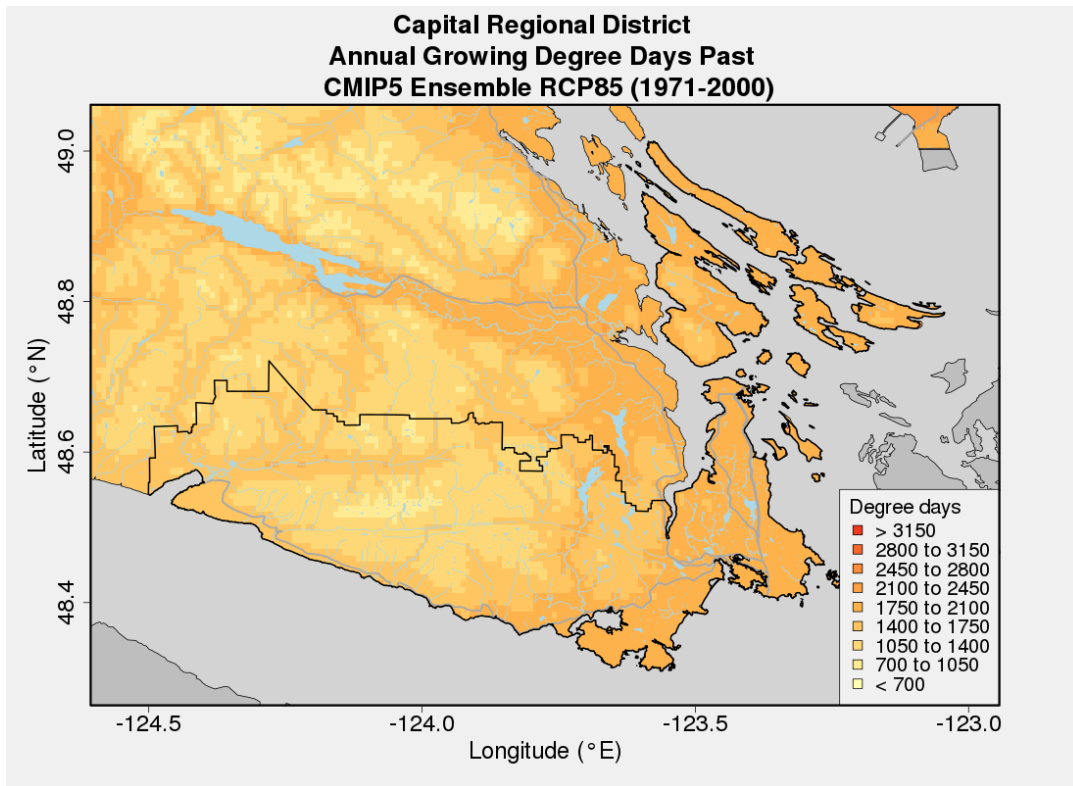 Capital Regional District
Annual Growing Degree Days Past
CMIP5 Ensemble RCP85 (1971-2000)
Latitude (°N)
49.0
48.8
48.6
48.4
Degree days
> 3150
2800 to 3150
2450 to 2800
2100 to 2450
1750 to 2100
1400 to 1750
1050 to 1400
700 to 1050
< 700
-124.5
-124.0
-123.5
-123.0
Longitude (°E)